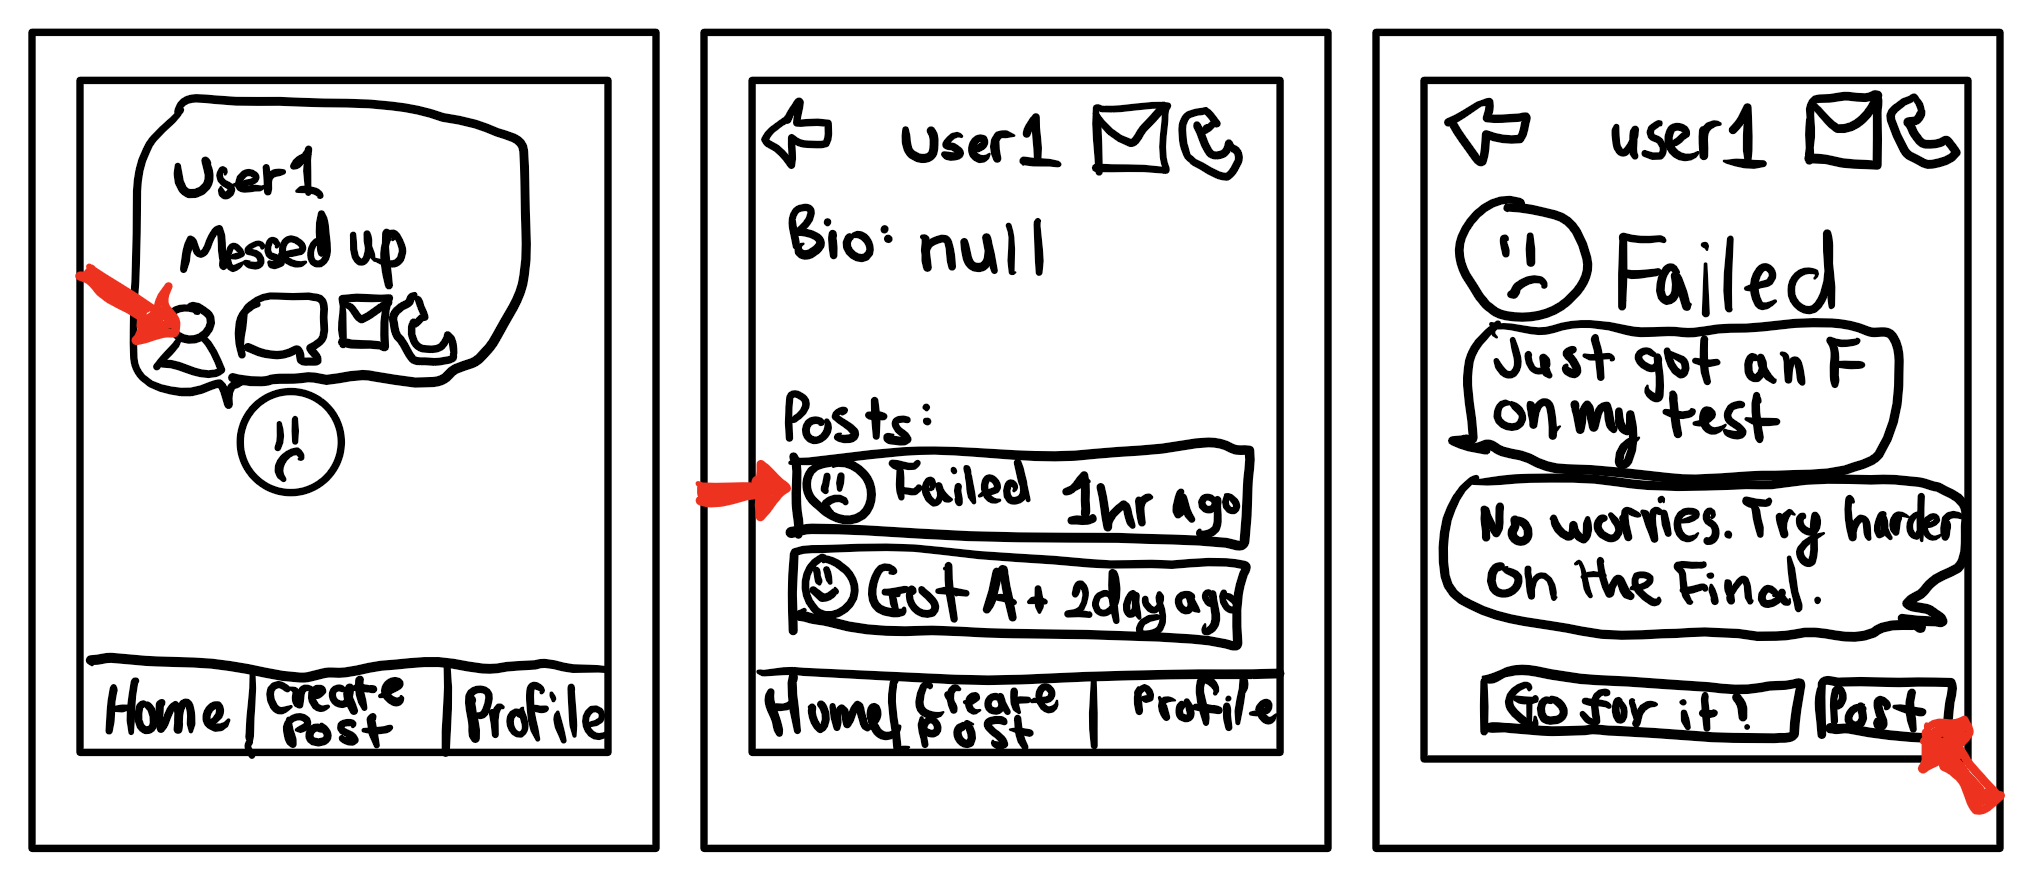 User1
Messed up
Home
Create
Post
Profile
User1
Bio: null
Posts:
Failed 1hr ago
Got A+ 2day ago
Home
Create
Post
Profile
user1
Failed
Just got an F
on my test
No worries. Try harder
on the Final.
Go for it!
Post